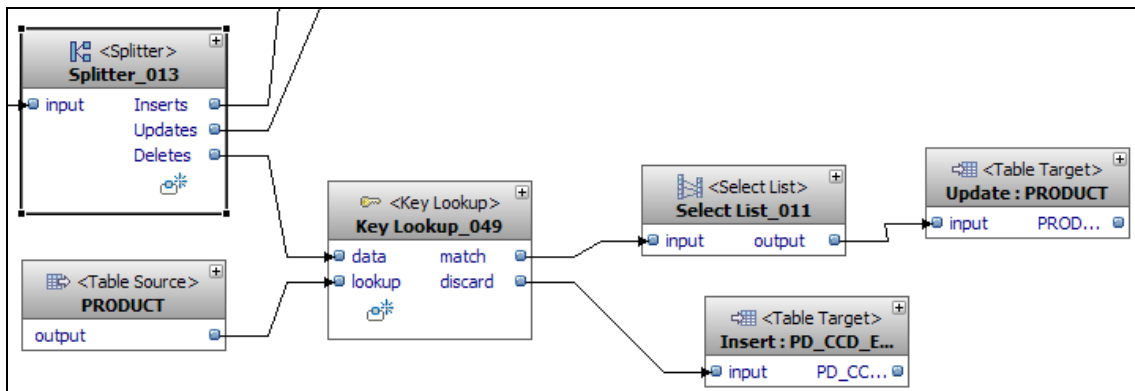 <Splitter>
Splitter_013
input Inserts
Updates
Deletes
<Table Source>
PRODUCT
output
<Key Lookup>
Key Lookup_049
data match
lookup discard
<Select List>
Select List_011
input output
<Table Target>
Update : PRODUCT
input PROD...
<Table Target>
Insert : PD_CCD_E...
input PD_CC...